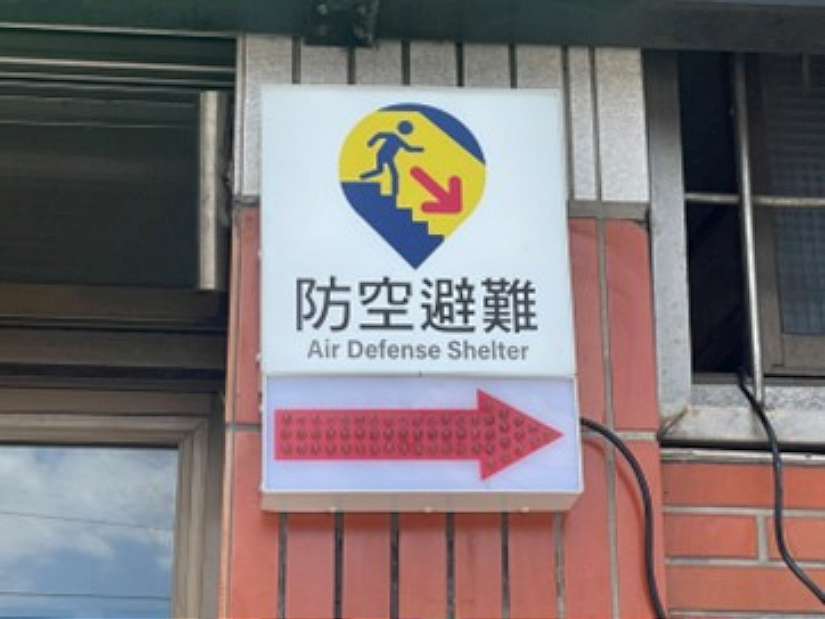 防空避難
Air Defense Shelter